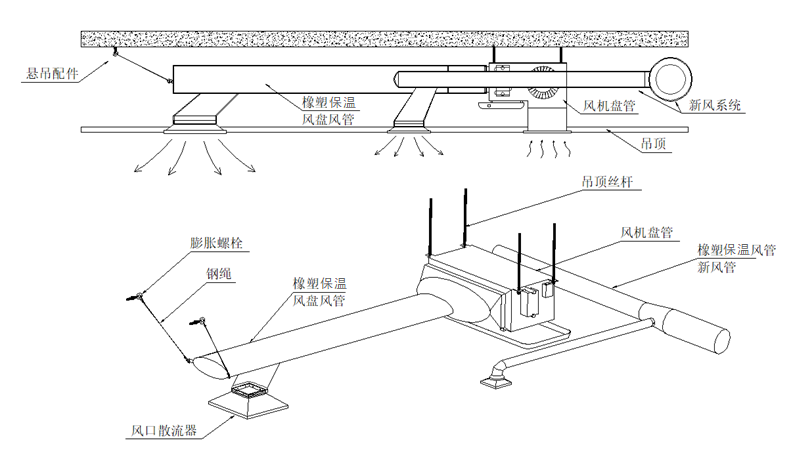 悬吊配件
橡塑保温
风盘风管
风机盘管
新风系统
吊顶
吊顶丝杆
风机盘管
橡塑保温风管
新风管
膨胀螺栓
钢绳
橡塑保温
风盘风管
风口散流器